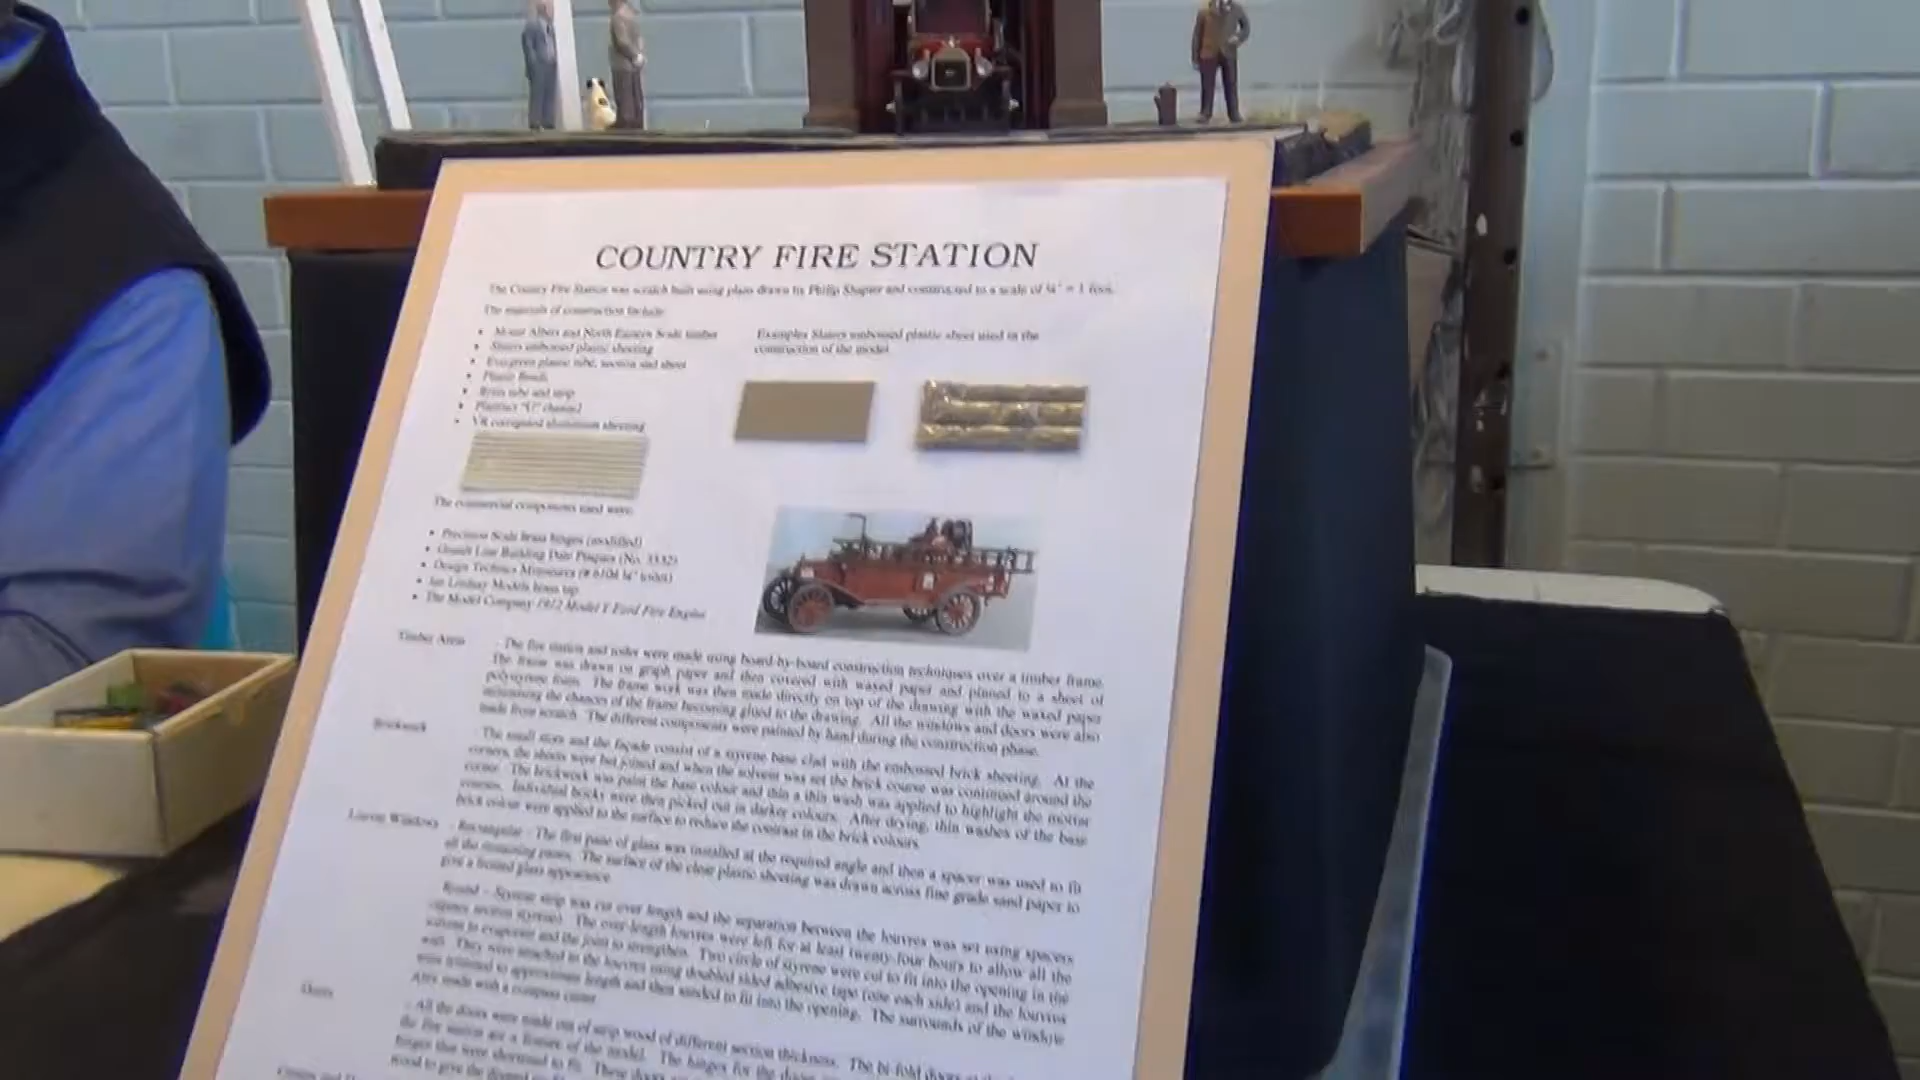 COUNTRY FIRE STATION
The Country Fire Station was scratch built using plans drawn by Philip Shapter and constructed to a scale of ¼" = 1 foot.
The materials of construction include:
• Mount Albert and North Eastern Scale timber
• Slaters embossed plastic sheeting
• Evergreen plastic tube, section and sheet
• Plastic Beads
• Brass tube and strip
• Plastruct "U" channel
• VR corrugated aluminium sheeting
Examples Slaters embossed plastic sheet used in the
construction of the model
The commercial components used were:
• Precision Scale Brass hinges (modified)
• Grandt Line Building Date Plaques (No. 3532)
• Design Technics Miniatures
• Ian Lindsay Models brass tap
• The Model Company 1912 Model T Ford Fire Engine
Timber Areas - The fire station and toilet were made using board-by-board construction techniques over a timber frame.
The frame was drawn on graph paper and then covered with waxed paper and pinned to a sheet of
polystyrene foam. The frame work was then made directly on top of the drawing with the waxed paper
minimising the chances of the frame becoming glued to the drawing. All the windows and doors were also
made from scratch. The different components were painted by hand during the construction phase.
Brickwork - The small store and the façade consist of a styrene base clad with the embossed brick sheeting. At the
corners, the sheets were but joined and when the solvent was set the brick course was continued around the
corner. The brickwork was paint the base colour and thin a thin wash was applied to highlight the mortar
courses. Individual bricks were then picked out in darker colours. After drying, thin washes of the base
brick colour were applied to the surface to reduce the contrast in the brick colours.
Louvre Windows - Rectangular - The first pane of glass was installed at the required angle and then a spacer was used to fit
all the remaining panes. The surface of the clear plastic sheeting was drawn across fine grade sand paper to
give a frosted glass appearance.
Round - Styrene strip was cut over length and the separation between the louvres was set using spacers
(square section styrene). The over-length louvres were left for at least twenty-four hours to allow all the
solvent to evaporate and the joint to strengthen. Two circle of styrene were cut to fit into the opening in the
wall. They were attached to the louvres using doubled sided adhesive tape (one each side) and the louvres
were trimmed to approximate length and then sanded to fit into the opening. The surrounds of the window
were made with a compass cutter.
Doors - All the doors were made out of strip wood of different section thickness. The bi-fold doors
the fire station are a feature of the model. The hinges for the doors
hinges that were shortened to fit. These doors
wood to give the desired